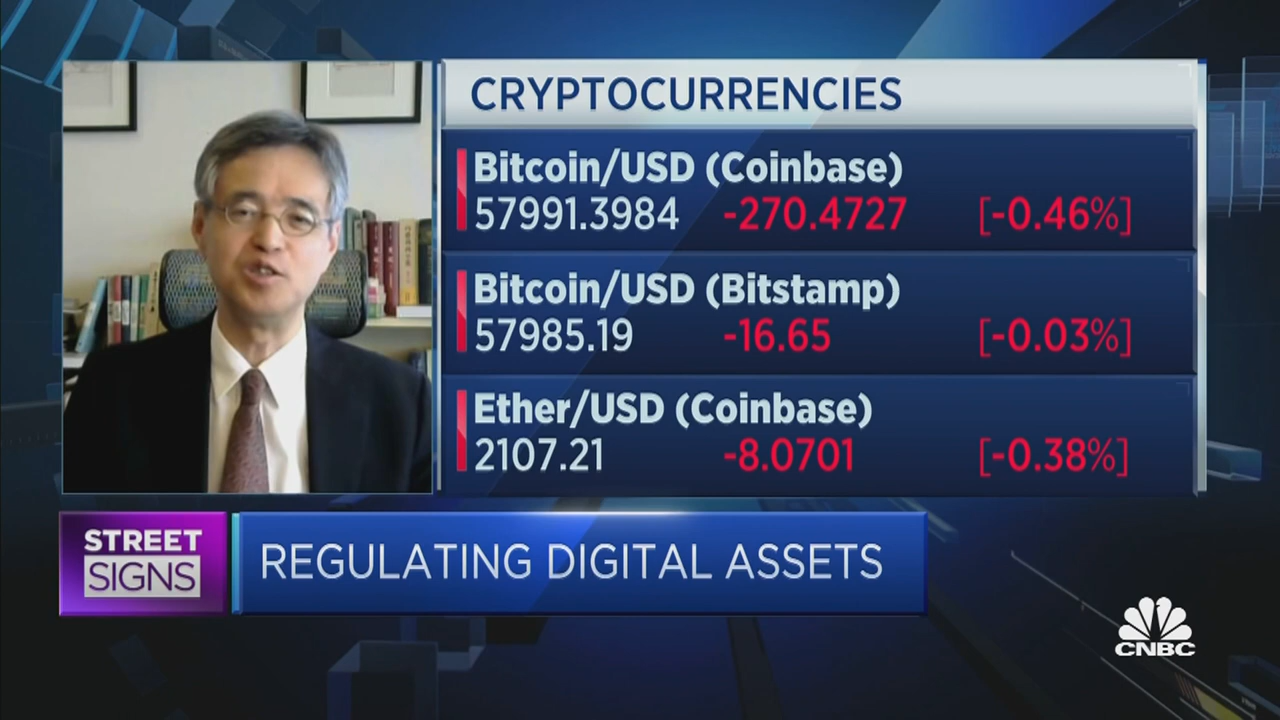 CRYPTOCURRENCIES
Bitcoin/USD (Coinbase)
57991.3984 -270.4727 [-0.46%]
Bitcoin/USD (Bitstamp)
57985.19 -16.65 [-0.03%]
Ether/USD (Coinbase)
2107.21 -8.0701 [-0.38%]
STREET
SIGNS
REGULATING DIGITAL ASSETS
CNBC